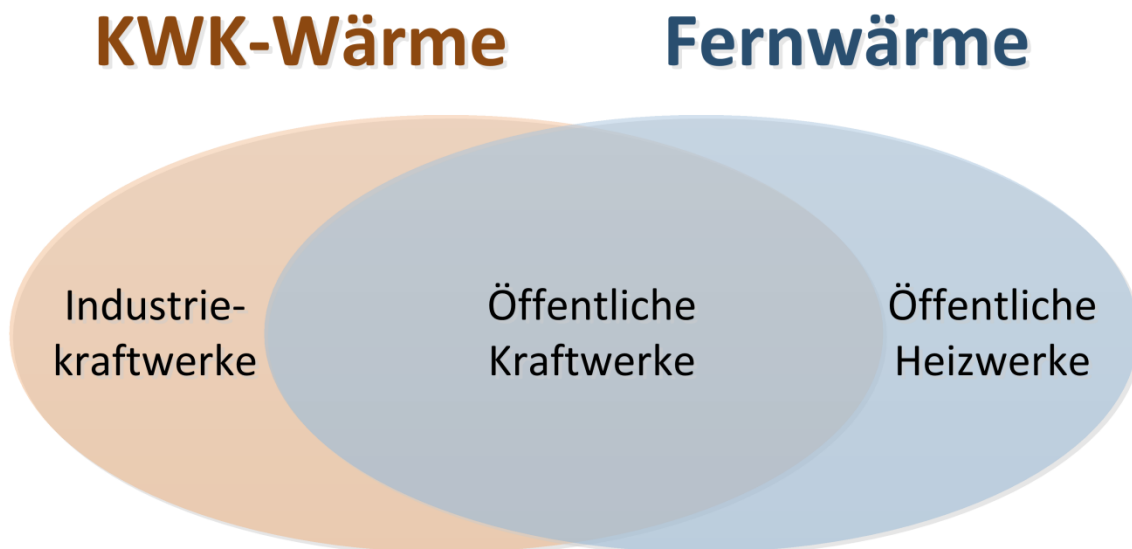 KWK-Wärme
Fernwärme
Industrie-
kraftwerke
Öffentliche
Kraftwerke
Öffentliche
Heizwerke